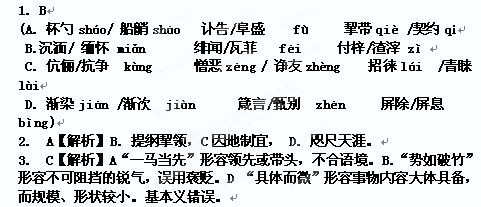 1. B
(A. 杯勺 sháo/ 船艄 shāo 讣告/阜盛 fù 挈带 qiè /契约 qì
B.沉湎/ 缅怀 miǎn 绯闻/瓦菲 fēi 付梓/渣滓 zǐ
C. 伉俪/抗争 kàng 憎恶 zēng / 诤友 zhèng 招徕 lái /青睐
lài
D. 渐染 jiān /渐次 jiàn 箴言/甄别 zhēn 屏除/屏息
bǐng)
2. A【解析】B. 提纲挈领，C 因地制宜， D. 咫尺天涯。
3. C【解析】A“一马当先”形容领先或带头，不合语境。B.“势如破竹”
形容不可阻挡的锐气，误用褒贬。D “具体而微”形容事物内容大体具备，
而规模、形状较小。基本义错误。